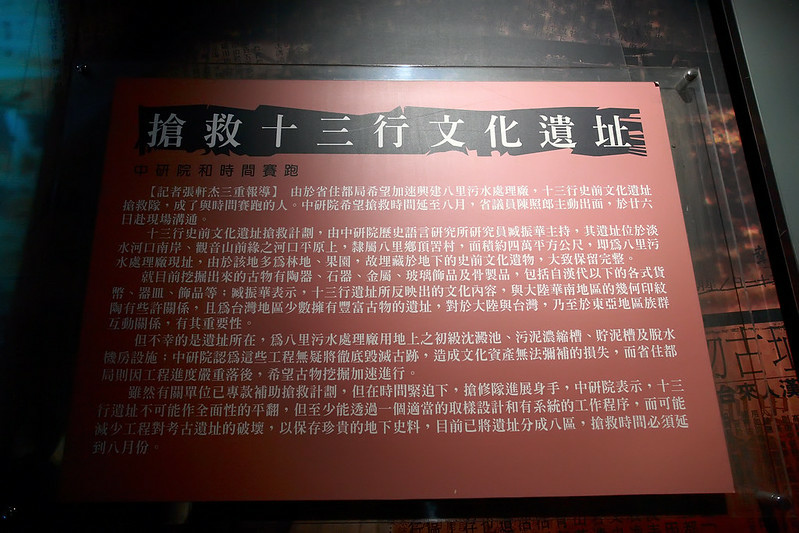 搶救十三行文化遺址
中研院和時間賽跑
【記者張軒杰三重報導】 由於省住都局希望加速興建八里污水處理廠，十三行史前文化遺址
搶救隊，成了與時間賽跑的人。中研院希望搶救時間延至八月，省議員陳照郎主動出面，於廿六
日赴現場溝通。
十三行史前文化遺址搶救計劃，由中研院歷史語言研究所研究員臧振華主持，其遺址位於淡
水河口南岸、觀音山前緣之河口平原上，隸屬八里鄉頂罟村，面積約四萬平方公尺，即為八里污
水處理廠現址，由於該地多為林地、果園，故埋藏於地下的史前文化遺物，大致保留完整。
就目前挖掘出來的古物有陶器、石器、金屬、玻璃飾品及骨製品，包括自漢代以下的各式貨
幣、器皿、飾品等；臧振華表示，十三行遺址所反映出的文化內容，與大陸華南地區的幾何印紋
陶有些許關係，且為台灣地區少數擁有豐富古物的遺址，對於大陸與台灣，乃至於東亞地區族群
互動關係，有其重要性。
但不幸的是遺址所在，為八里污水處理廠用地上之初級沈澱池、污泥濃縮槽、貯泥槽及脫水
機房設施；中研院認為這些工程無疑將徹底毀滅古跡，造成文化資產無法彌補的損失，而省住都
局則因工程進度嚴重落後，希望古物挖掘加速進行。
雖然有關單位已專款補助搶救計劃，但在時間緊迫下，搶修隊進展身手，中研院表示，十三
行遺址不可能作全面性的平翻，但至少能透過一個適當的取樣設計和有系統的工作程序，而可能
減少工程對考古遺址的破壞，以保存珍貴的地下史料，目前已將遺址分成八區，搶救時間必須延
到八月份。